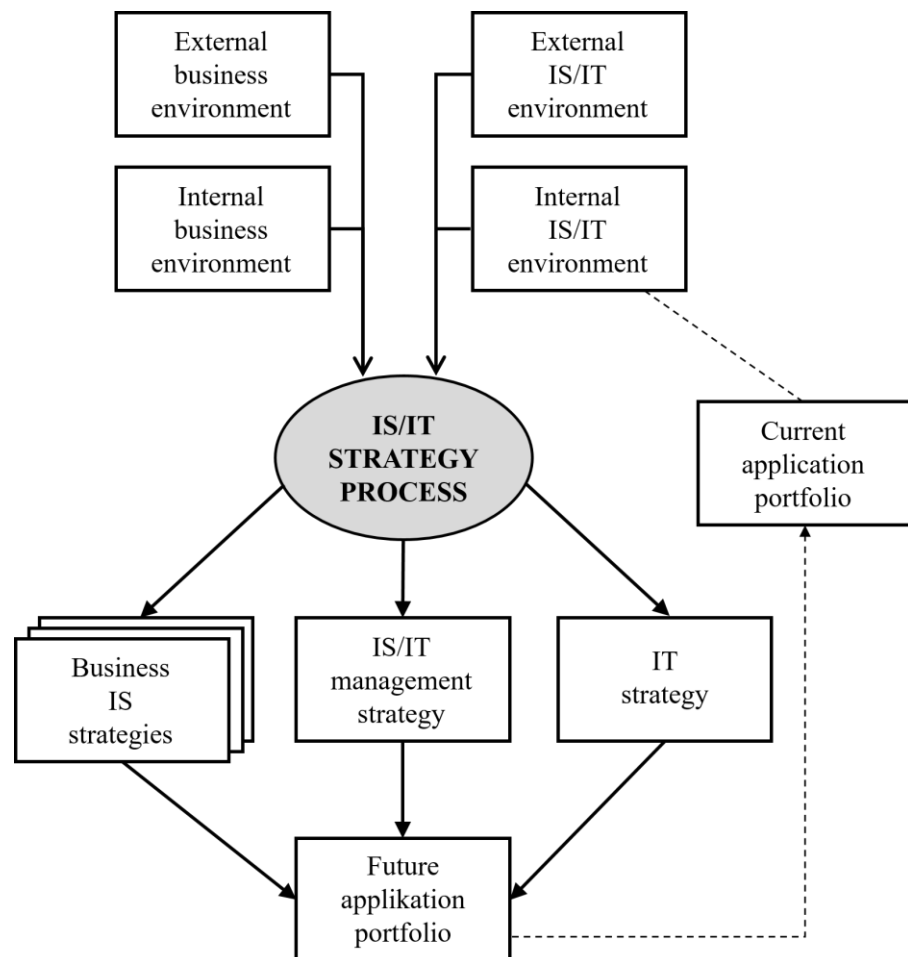 External
business
environment
External
IS/IT
environment
Internal
business
environment
Internal
IS/IT
environment
IS/IT
STRATEGY
PROCESS
Current
application
portfolio
Business
IS
strategies
IS/IT
management
strategy
IT
strategy
Future
applikation
portfolio